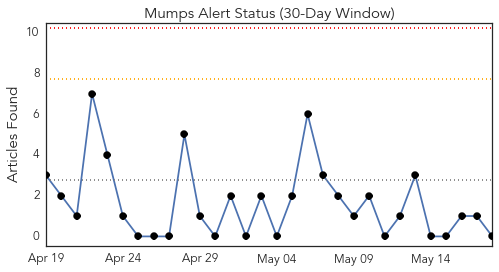 Mumps Alert Status (30-Day Window)
Articles Found
10
8
6
4
2
0
Apr 19
Apr 24
Apr 29
May 04
May 09
May 14